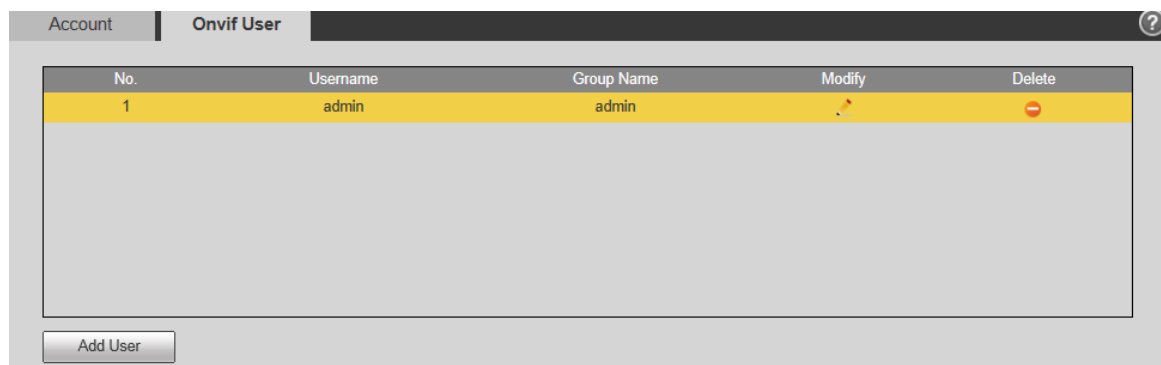 Account Onvif User ?
No. Username Group Name Modify Delete
1 admin admin
Add User